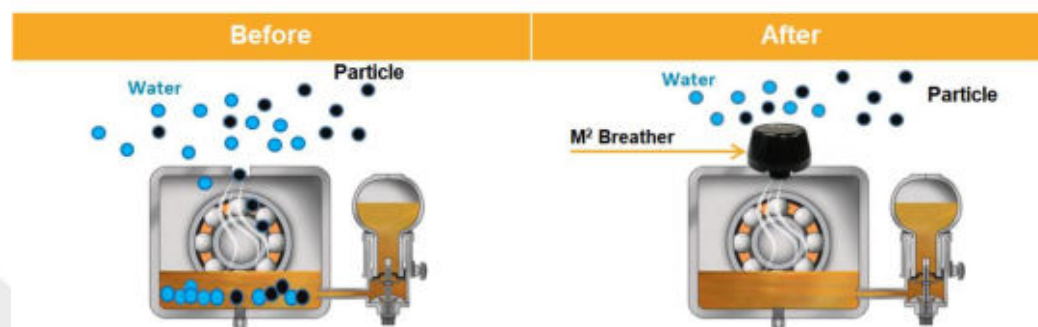 Before
After
Particle
Water
Water
Particle
M² Breather